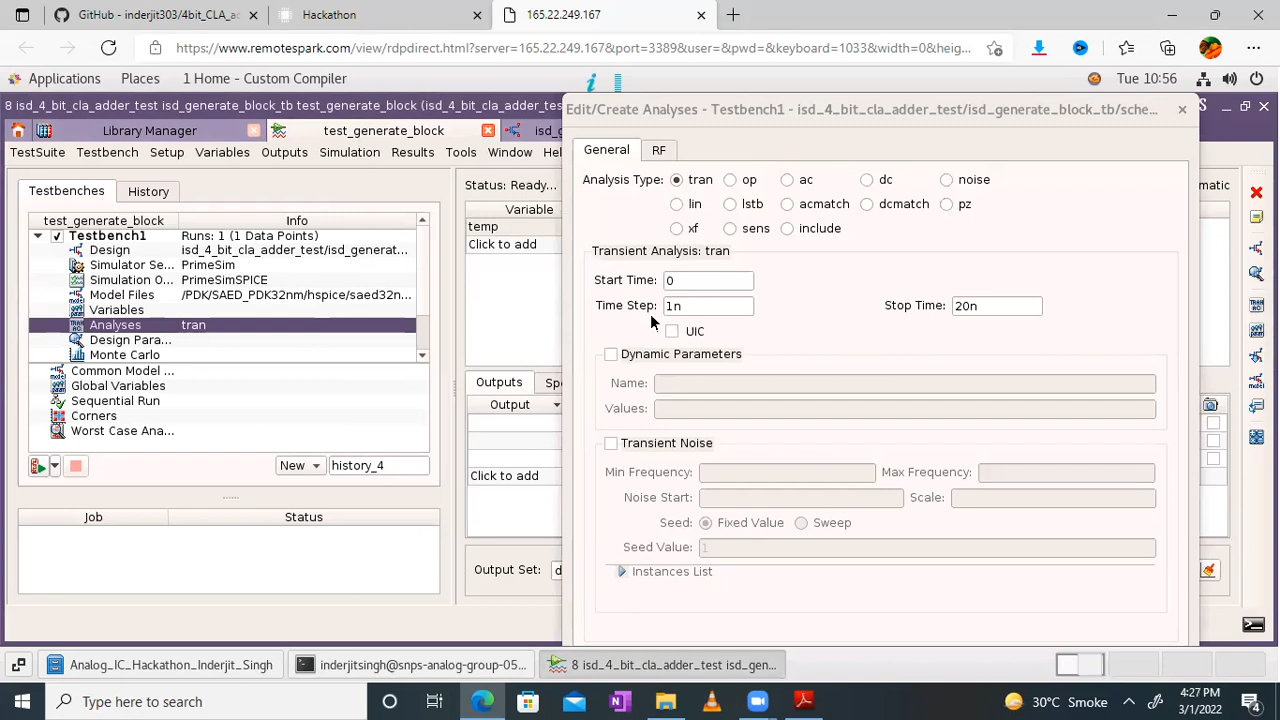 GitHub - inderjit303/4bit_CLA_ac
Hackathon
165.22.249.167
https://www.remotespark.com/view/rdpdirect.html?server=165.22.249.167&port=3389&user=&pwd=&keyboard=1033&width=0&heig...
Applications Places 1 Home - Custom Compiler
Tue 10:56
8 isd_4_bit_cla_adder_test isd_generate_block_tb test_generate_block (isd_4_bit_cla_adder_te
S
Edit/Create Analyses - Testbench1 - isd_4_bit_cla_adder_test/isd_generate_block_tb/sche...
Library Manager
test_generate_block
isd_g
TestSuite Testbench Setup Variables Outputs Simulation Results Tools Window Hel
General RF
Testbenches History
Status: Ready...
matic
Analysis Type: tran op ac dc noise
lin lstb acmatch dcmatch pz
xf sens include
test_generate_block Info
Testbench1 Runs: 1 (1 Data Points)
Design isd_4_bit_cla_adder_test/isd_generat...
Simulator Se... PrimeSim
Simulation O... PrimeSimSPICE
Model Files /PDK/SAED_PDK32nm/hspice/saed32n...
Variables
Analyses tran
Design Para...
Monte Carlo
Common Model ...
Global Variables
Sequential Run
Corners
Worst Case Ana...
New history_4
Job Status
Variable
temp
Click to add
Outputs Sp
Output
Click to add
Output Set: d
Transient Analysis: tran
Start Time: 0
Time Step: 1n Stop Time: 20n
UIC
Dynamic Parameters
Name:
Values:
Transient Noise
Min Frequency: Max Frequency:
Noise Start: Scale:
Seed: Fixed Value Sweep
Seed Value: 1
Instances List
Analog_IC_Hackathon_Inderjit_Singh
inderjitsingh@snps-analog-group-05...
8 isd_4_bit_cla_adder_test isd_gen...
Type here to search
30°C Smoke
4:27 PM
3/1/2022
4